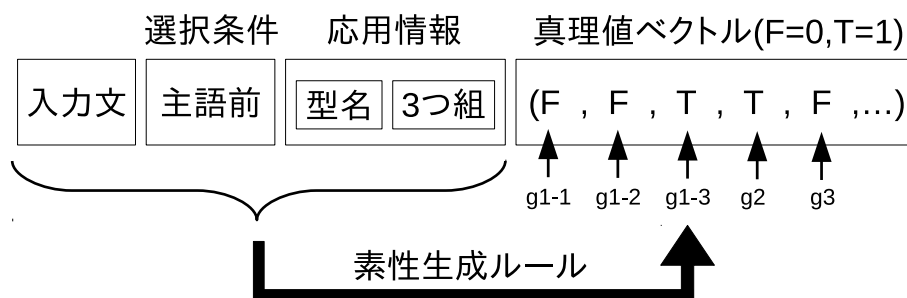 選択条件 応用情報 真理値ベクトル(F=0,T=1)
入力文 主語前 型名 3つ組 (F , F , T , T , F ,...)
g1-1 g1-2 g1-3 g2 g3
素性生成ルール